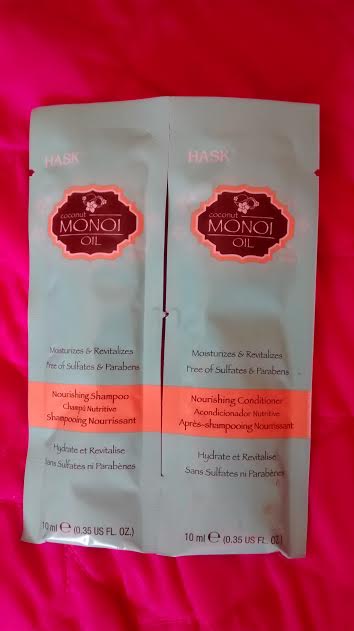 HASK
coconut
MONOI
OIL
Moisturizes & Revitalizes
Free of Sulfates & Parabens
Nourishing Shampoo
Champú Nutritive
Shampooing Nourrissant
Hydrate et Revitalise
Sans Sulfates ni Parabènes
10 ml ℮ (0.35 US FL. OZ.)
HASK
coconut
MONOI
OIL
Moisturizes & Revitalizes
Free of Sulfates & Parabens
Nourishing Conditioner
Acondicionador Nutritive
Après-shampooing Nourrissant
Hydrate et Revitalise
Sans Sulfates ni Parabènes
10 ml ℮ (0.35 US FL. OZ.)